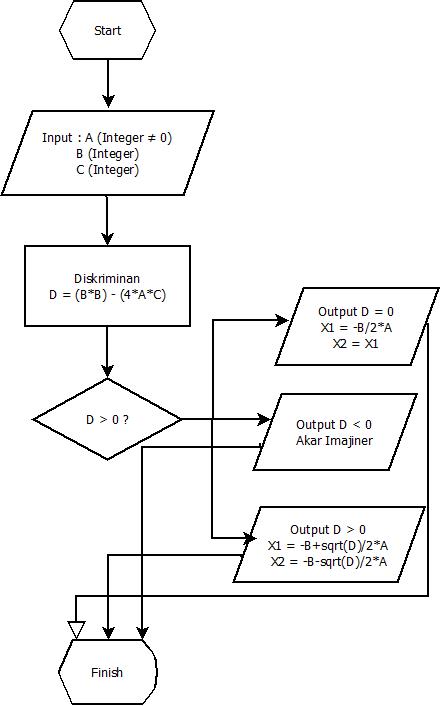 Start
Input : A (Integer ≠ 0)
B (Integer)
C (Integer)
Diskriminan
D = (B*B) - (4*A*C)
D > 0 ?
Output D = 0
X1 = -B/2*A
X2 = X1
Output D < 0
Akar Imajiner
Output D > 0
X1 = -B+sqrt(D)/2*A
X2 = -B-sqrt(D)/2*A
Finish